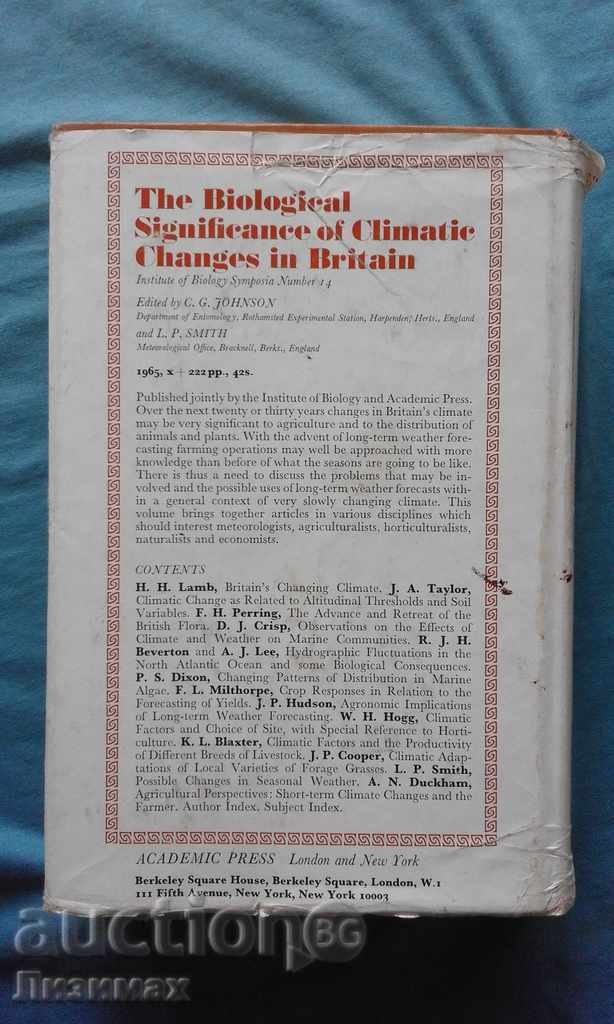 The Biological
Significance of Climatic
Changes in Britain
Institute of Biology Symposia Number 14
Edited by C. G. JOHNSON
Department of Entomology, Rothamsted Experimental Station, Harpenden, Herts., England
and L. P. SMITH
Meteorological Office, Bracknell, Berks., England
1965, x + 222 pp., 42s.
Published jointly by the Institute of Biology and Academic Press.
Over the next twenty or thirty years changes in Britain's climate
may be very significant to agriculture and to the distribution of
animals and plants. With the advent of long-term weather fore-
casting farming operations may well be approached with more
knowledge than before of what the seasons are going to be like.
There is thus a need to discuss the problems that may be in-
volved and the possible uses of long-term weather forecasts with-
in a general context of very slowly changing climate. This
volume brings together articles in various disciplines which
should interest meteorologists, agriculturalists, horticulturalists,
naturalists and economists.
CONTENTS
H. H. Lamb, Britain's Changing Climate. J. A. Taylor,
Climatic Change as Related to Altitudinal Thresholds and Soil
Variables. F. H. Perring, The Advance and Retreat of the
British Flora. D. J. Crisp, Observations on the Effects of
Climate and Weather on Marine Communities. R. J. H.
Beverton and A. J. Lee, Hydrographic Fluctuations in the
North Atlantic Ocean and some Biological Consequences.
P. S. Dixon, Changing Patterns of Distribution in Marine
Algae. F. L. Milthorpe, Crop Responses in Relation to the
Forecasting of Yields. J. P. Hudson, Agronomic Implications
of Long-term Weather Forecasting. W. H. Hogg, Climatic
Factors and Choice of Site, with Special Reference to Horti-
culture. K. L. Blaxter, Climatic Factors and the Productivity
of Different Breeds of Livestock. J. P. Cooper, Climatic Adap-
tations of Local Varieties of Forage Grasses. L. P. Smith,
Possible Changes in Seasonal Weather. A. N. Duckham,
Agricultural Perspectives: Short-term Climate Changes and the
Farmer. Author Index. Subject Index.
ACADEMIC PRESS London and New York
Berkeley Square House, Berkeley Square, London, W.1
111 Fifth Avenue, New York, New York 10003
auction BG
Лизимах